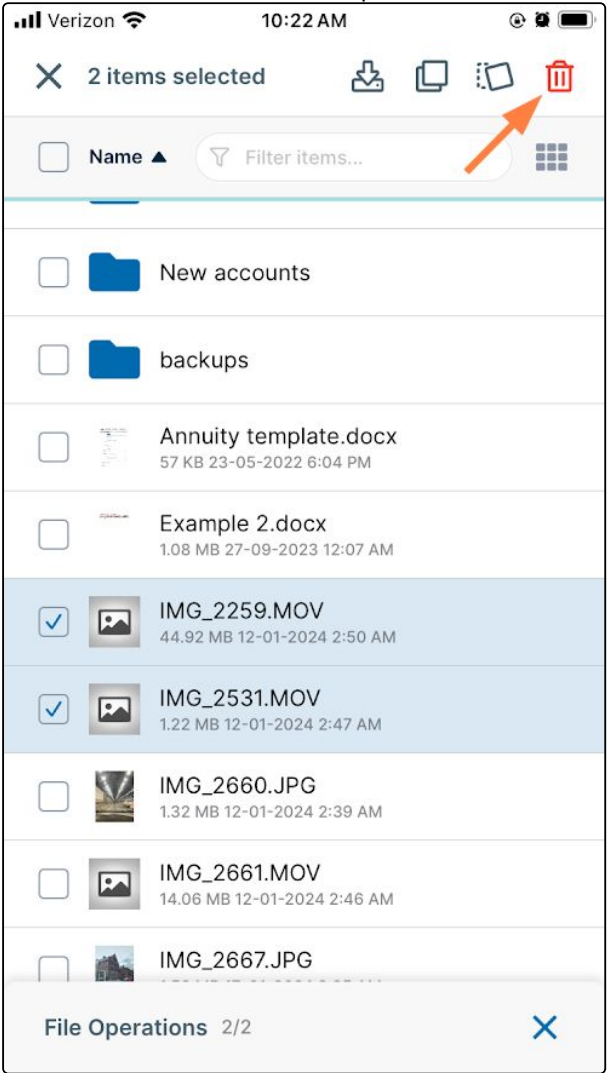 Verizon 10:22 AM
2 items selected
Name ▲ Filter items...
New accounts
backups
Annuity template.docx
57 KB 23-05-2022 6:04 PM
Example 2.docx
1.08 MB 27-09-2023 12:07 AM
IMG_2259.MOV
44.92 MB 12-01-2024 2:50 AM
IMG_2531.MOV
1.22 MB 12-01-2024 2:47 AM
IMG_2660.JPG
1.32 MB 12-01-2024 2:39 AM
IMG_2661.MOV
14.06 MB 12-01-2024 2:46 AM
IMG_2667.JPG
File Operations 2/2